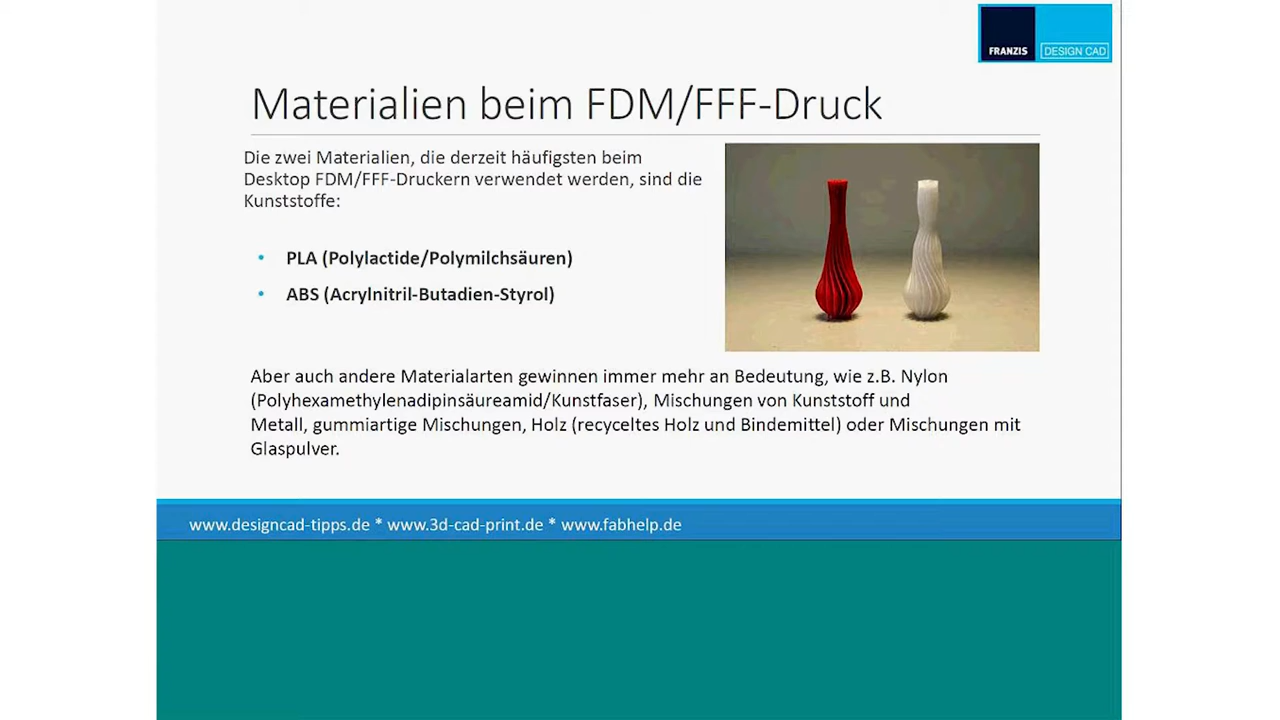 FRANZIS
DESIGN CAD
Materialien beim FDM/FFF-Druck
Die zwei Materialien, die derzeit häufigsten beim
Desktop FDM/FFF-Druckern verwendet werden, sind die
Kunststoffe:
• PLA (Polylactide/Polymilchsäuren)
• ABS (Acrylnitril-Butadien-Styrol)
Aber auch andere Materialarten gewinnen immer mehr an Bedeutung, wie z.B. Nylon
(Polyhexamethylenadipinsäureamid/Kunstfaser), Mischungen von Kunststoff und
Metall, gummiartige Mischungen, Holz (recyceltes Holz und Bindemittel) oder Mischungen mit
Glaspulver.
www.designcad-tipps.de * www.3d-cad-print.de * www.fabhelp.de